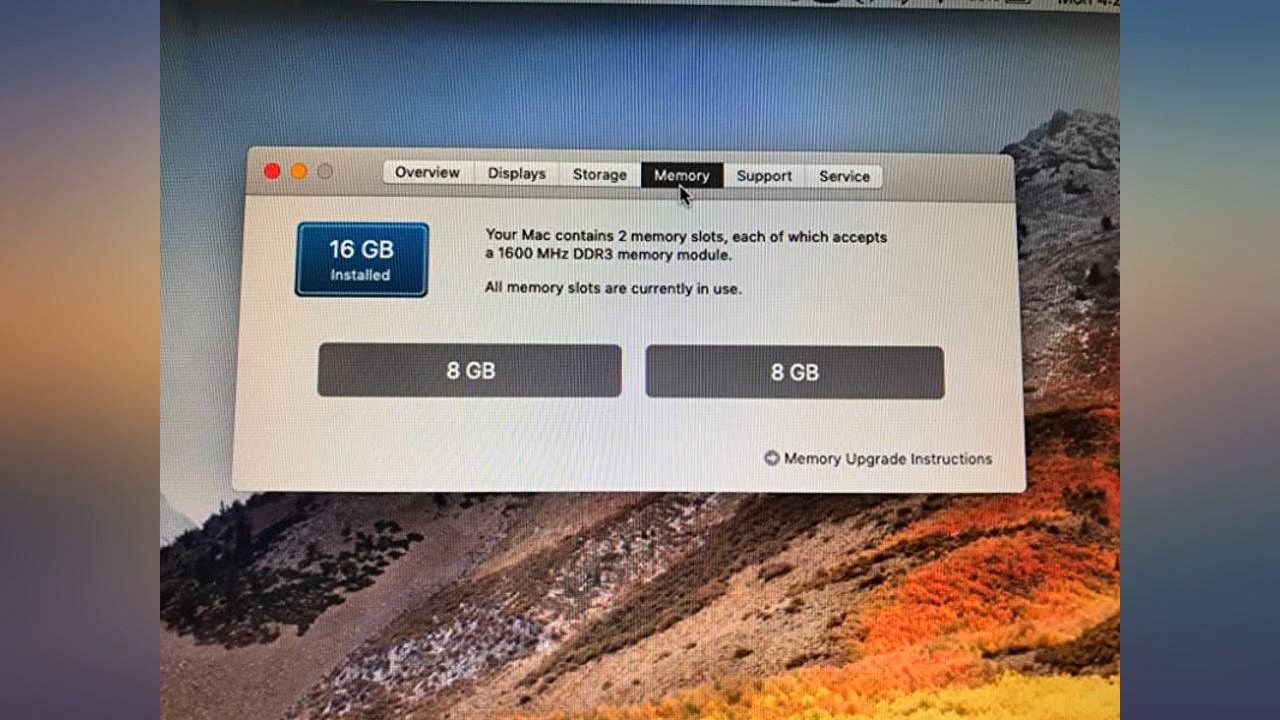 Overview Displays Storage Memory Support Service
16 GB
Installed
Your Mac contains 2 memory slots, each of which accepts
a 1600 MHz DDR3 memory module.
All memory slots are currently in use.
8 GB 8 GB
Memory Upgrade Instructions